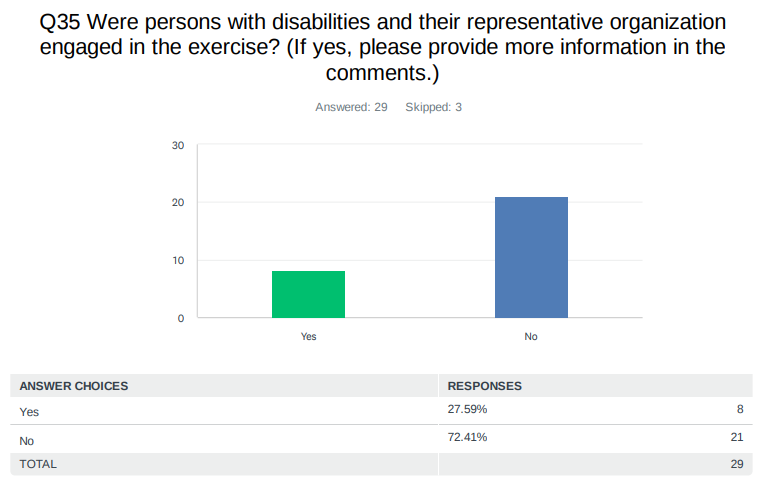 Q35 Were persons with disabilities and their representative organization
engaged in the exercise? (If yes, please provide more information in the
comments.)
Answered: 29 Skipped: 3
30
20
10
0
Yes No
ANSWER CHOICES RESPONSES
Yes 27.59% 8
No 72.41% 21
TOTAL 29